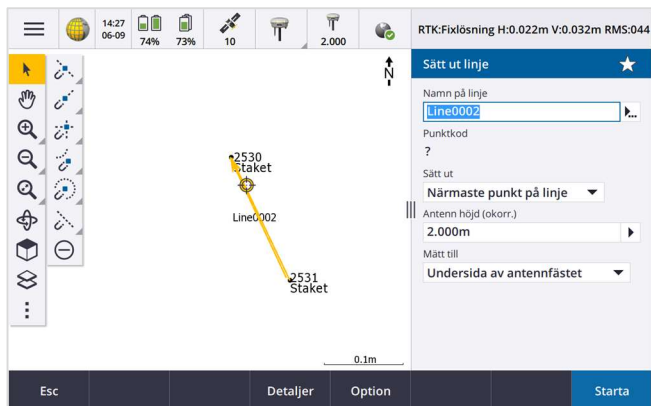 14:27
06-09
74%
73%
10
2.000
RTK:Fixlösning H:0.022m V:0.032m RMS:044
N
2530
Staket
Line0002
2531
Staket
0.1m
Sätt ut linje
Namn på linje
Line0002
Punktkod
?
Sätt ut
Närmaste punkt på linje
Antenn höjd (okorr.)
2.000m
Mätt till
Undersida av antennfästet
Esc
Detaljer
Option
Starta